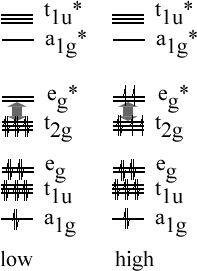 t1u* t1u*
a1g* a1g*
eg* eg*
t2g t2g
eg eg
t1u t1u
a1g a1g
low high